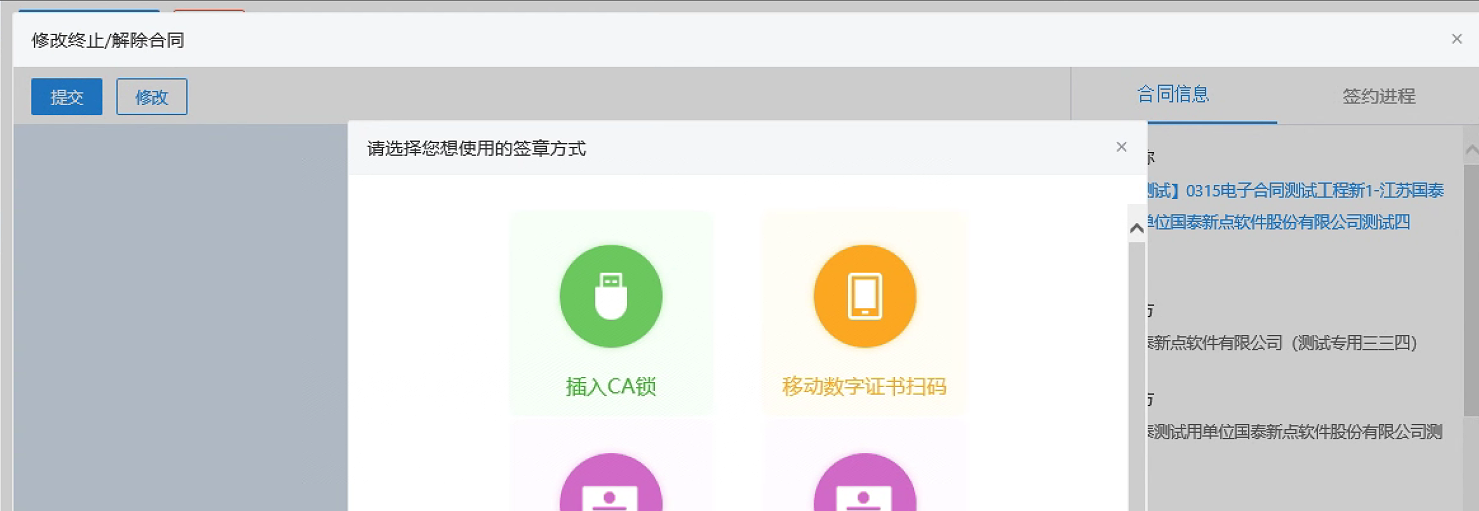 修改终止/解除合同
提交
修改
合同信息
签约进程
请选择您想使用的签章方式
测试】0315电子合同测试工程新1-江苏国泰
单位国泰新点软件股份有限公司测试四
泰新点软件有限公司（测试专用三三四）
泰测试用单位国泰新点软件股份有限公司测
插入CA锁
移动数字证书扫码